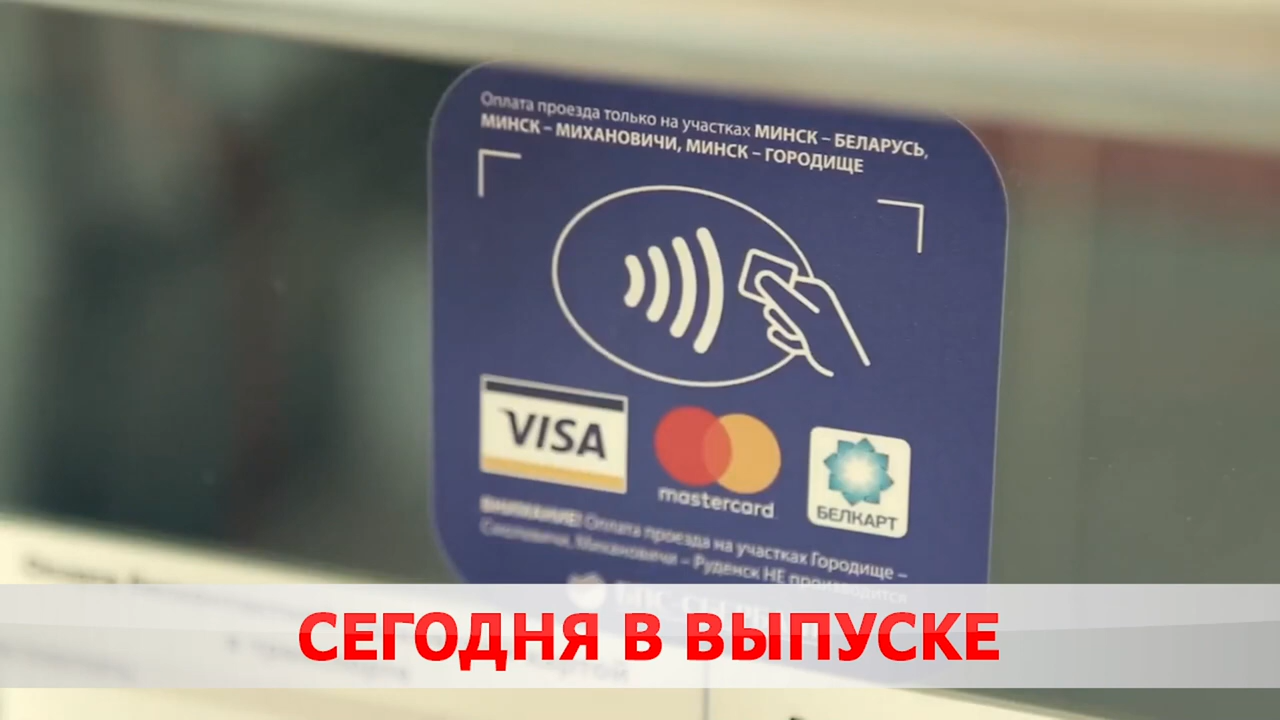 Оплата проезда только на участках МИНСК – БЕЛАРУСЬ,
МИНСК – МИХАНОВИЧИ, МИНСК – ГОРОДИЩЕ
VISA
mastercard
БЕЛКАРТ
ВНИМАНИЕ! Оплата проезда на участках Городище –
Михановичи – Руденск НЕ производится
СЕГОДНЯ В ВЫПУСКЕ